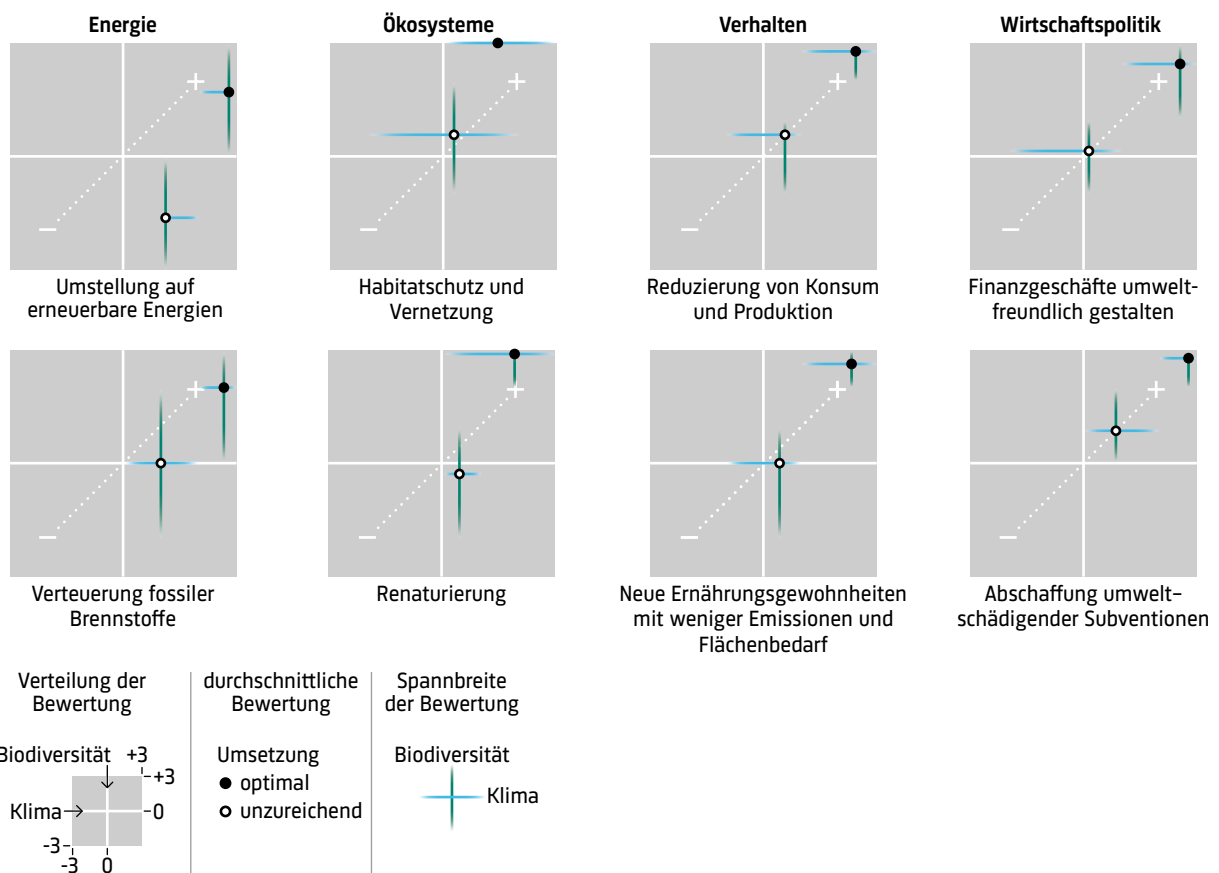 Energie
Ökosysteme
Verhalten
Wirtschaftspolitik
+
–
+
–
+
–
+
–
Umstellung auf
erneuerbare Energien
Habitatschutz und
Vernetzung
Reduzierung von Konsum
und Produktion
Finanzgeschäfte umwelt-
freundlich gestalten
+
–
+
–
+
–
+
–
Verteuerung fossiler
Brennstoffe
Renaturierung
Neue Ernährungsgewohnheiten
mit weniger Emissionen und
Flächenbedarf
Abschaffung umwelt-
schädigender Subventionen
Verteilung der
Bewertung
Biodiversität +3
+3
Klima
0
-3
-3 0
durchschnittliche
Bewertung
Umsetzung
optimal
unzureichend
Spannbreite
der Bewertung
Biodiversität
Klima